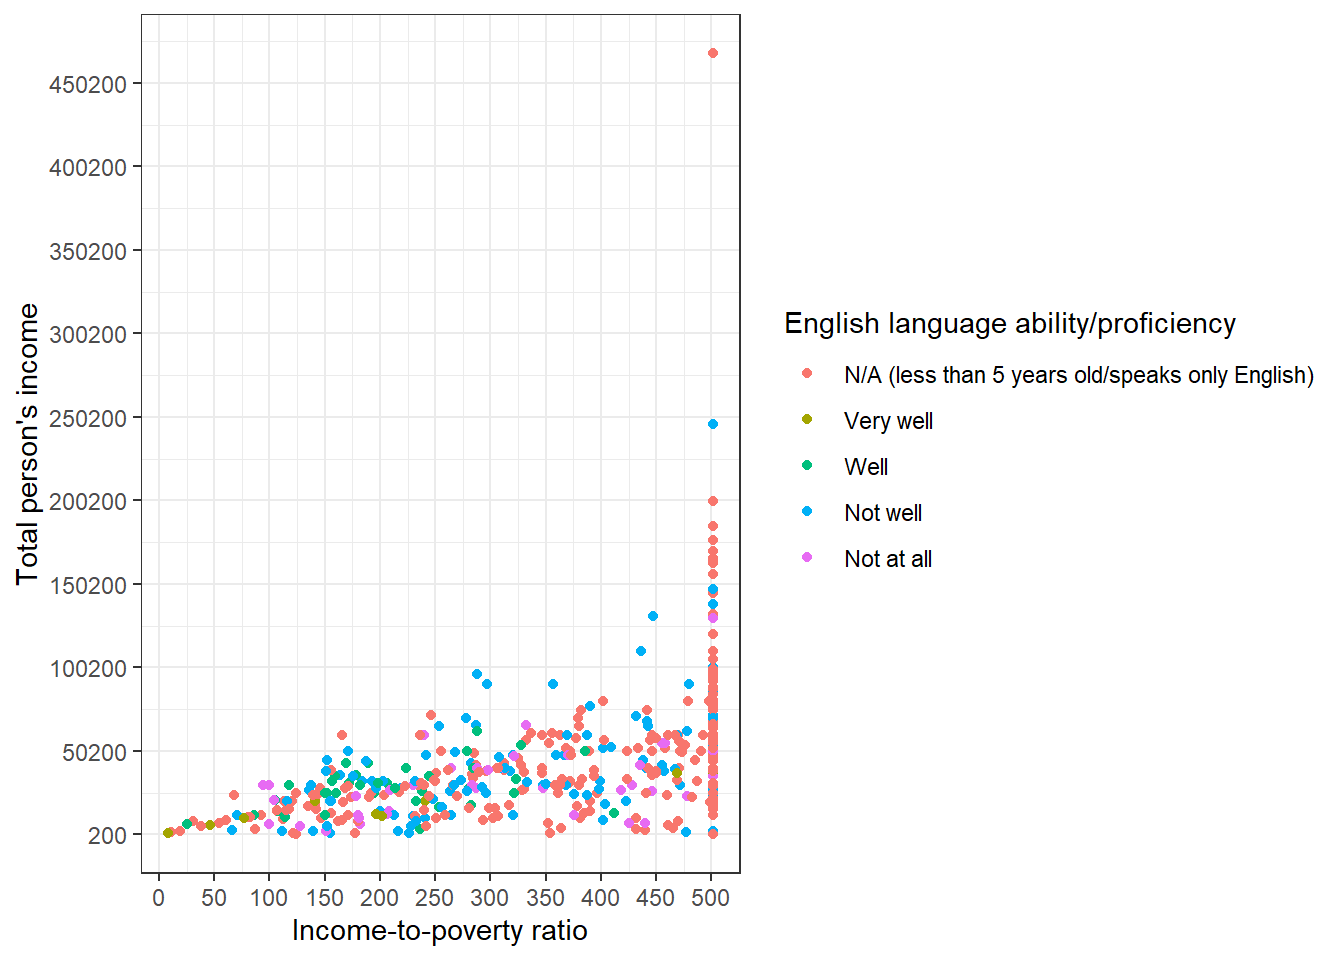 450200
400200
350200
300200
250200
200200
150200
100200
50200
200
Total person's income
0 50 100 150 200 250 300 350 400 450 500
Income-to-poverty ratio
English language ability/proficiency
N/A (less than 5 years old/speaks only English)
Very well
Well
Not well
Not at all